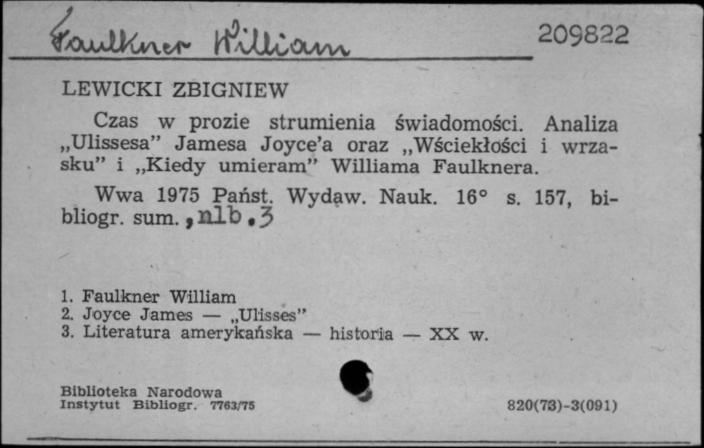 Faulkner William
209822
LEWICKI ZBIGNIEW
Czas w prozie strumienia świadomości. Analiza
„Ulissesa” Jamesa Joyce'a oraz „Wściekłości i wrza-
sku” i „Kiedy umieram” Williama Faulknera.
Wwa 1975 Państ. Wydaw. Nauk. 16° s. 157, bi-
bliogr. sum. , nlb. 3
1. Faulkner William
2. Joyce James — „Ulisses”
3. Literatura amerykańska — historia — XX w.
Biblioteka Narodowa
Instytut Bibliogr. 7763/75
820(73)-3(091)